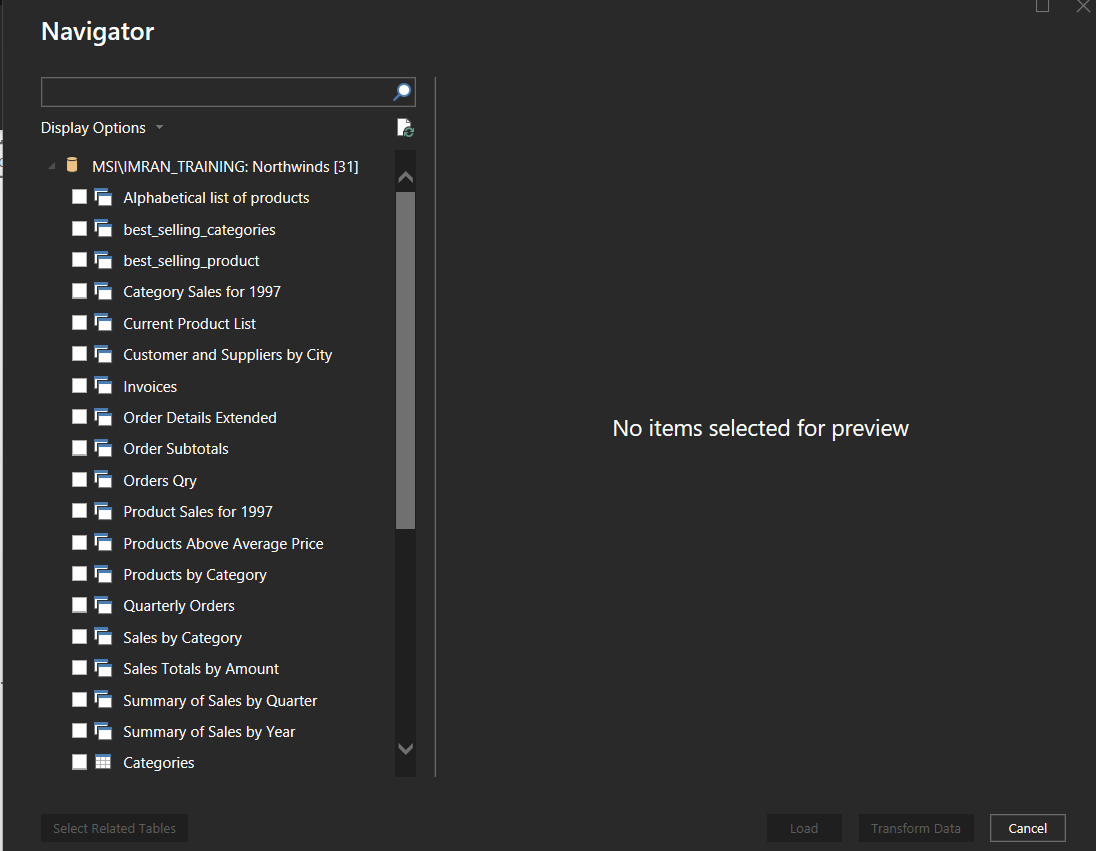 Navigator
Display Options
MSI\IMRAN_TRAINING: Northwinds [31]
Alphabetical list of products
best_selling_categories
best_selling_product
Category Sales for 1997
Current Product List
Customer and Suppliers by City
Invoices
Order Details Extended
Order Subtotals
Orders Qry
Product Sales for 1997
Products Above Average Price
Products by Category
Quarterly Orders
Sales by Category
Sales Totals by Amount
Summary of Sales by Quarter
Summary of Sales by Year
Categories
No items selected for preview
Select Related Tables
Load
Transform Data
Cancel